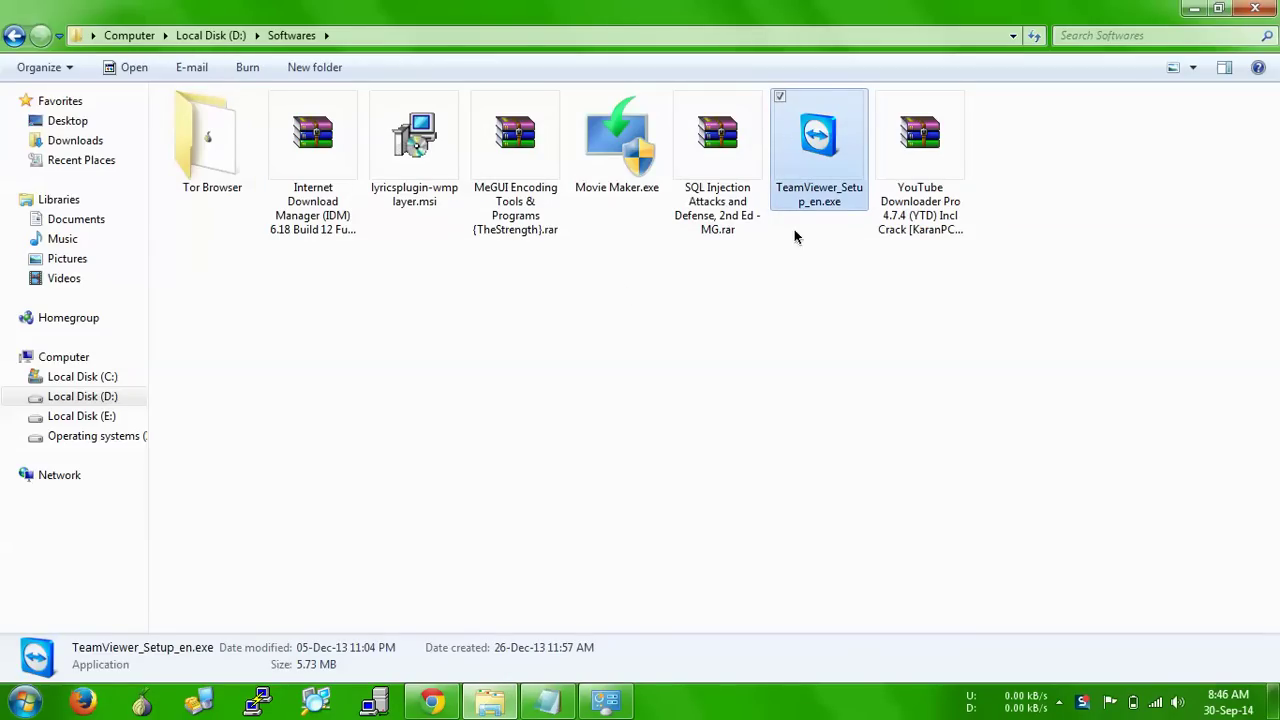 Computer Local Disk (D:) Softwares
Search Softwares
Organize Open E-mail Burn New folder
Favorites
Desktop
Downloads
Recent Places
Libraries
Documents
Music
Pictures
Videos
Homegroup
Computer
Local Disk (C:)
Local Disk (D:)
Local Disk (E:)
Operating systems (
Network
Tor Browser
Internet
Download
Manager (IDM)
6.18 Build 12 Fu...
lyricsplugin-wmp
layer.msi
MeGUI Encoding
Tools &
Programs
{TheStrength}.rar
Movie Maker.exe
SQL Injection
Attacks and
Defense, 2nd Ed -
MG.rar
TeamViewer_Setu
p_en.exe
YouTube
Downloader Pro
4.7.4 (YTD) Incl
Crack [KaranPC...
TeamViewer_Setup_en.exe Date modified: 05-Dec-13 11:04 PM Date created: 26-Dec-13 11:57 AM
Application Size: 5.73 MB
U: 0.00 kB/s
D: 0.00 kB/s
8:46 AM
30-Sep-14